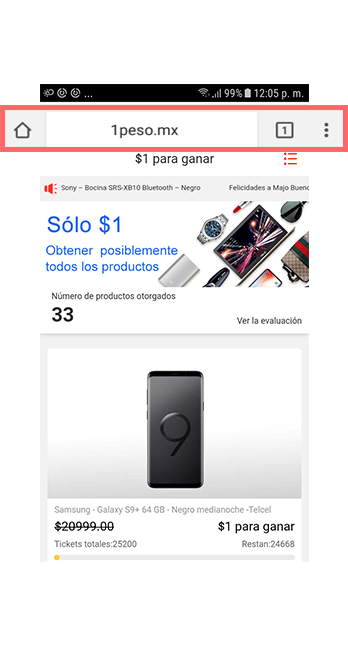 ... 99% 12:05 p. m.
1peso.mx
1
$1 para ganar
Sony – Bocina SRS-XB10 Bluetooth – Negro Felicidades a Majo Bueno
Sólo $1
Obtener posiblemente
todos los productos
Número de productos otorgados
33
Ver la evaluación
9
Samsung - Galaxy S9+ 64 GB - Negro medianoche -Telcel
$20999.00 $1 para ganar
Tickets totales:25200 Restan:24668